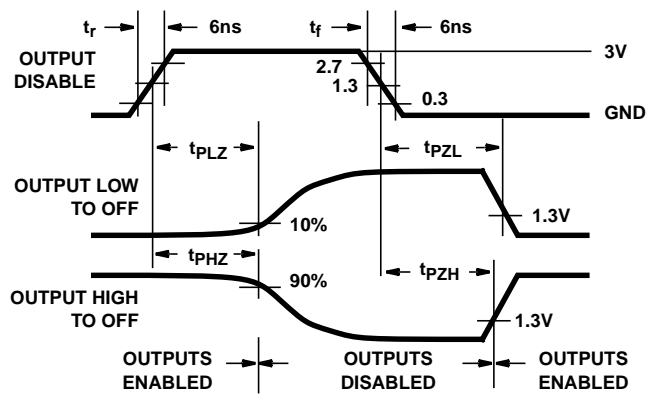 tr 6ns tf 6ns
OUTPUT
DISABLE
2.7
1.3
0.3
3V
GND
tPLZ tPZL
OUTPUT LOW
TO OFF
10%
1.3V
tPHZ tPZH
90%
OUTPUT HIGH
TO OFF
1.3V
OUTPUTS
ENABLED
OUTPUTS
DISABLED
OUTPUTS
ENABLED